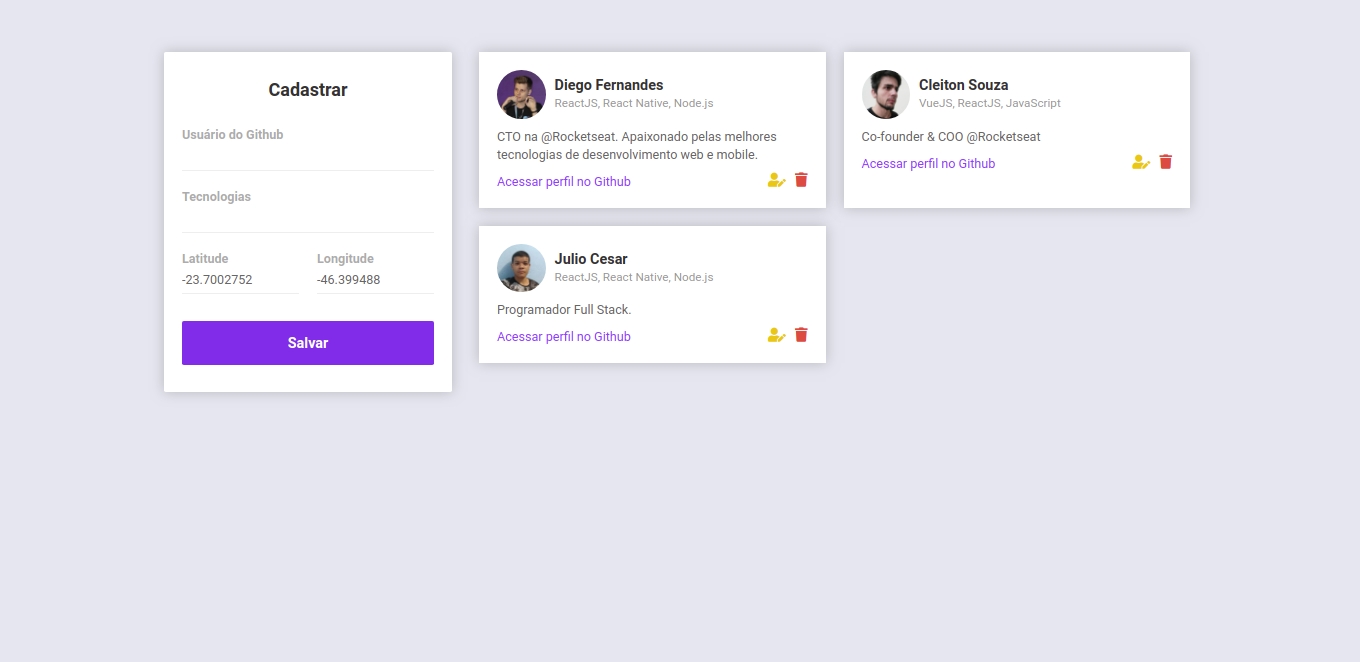 Cadastrar
Usuário do Github
Tecnologias
Latitude
Longitude
-23.7002752
-46.399488
Salvar
Diego Fernandes
ReactJS, React Native, Node.js
CTO na @Rocketseat. Apaixonado pelas melhores
tecnologias de desenvolvimento web e mobile.
Acessar perfil no Github
Cleiton Souza
VueJS, ReactJS, JavaScript
Co-founder & COO @Rocketseat
Acessar perfil no Github
Julio Cesar
ReactJS, React Native, Node.js
Programador Full Stack.
Acessar perfil no Github